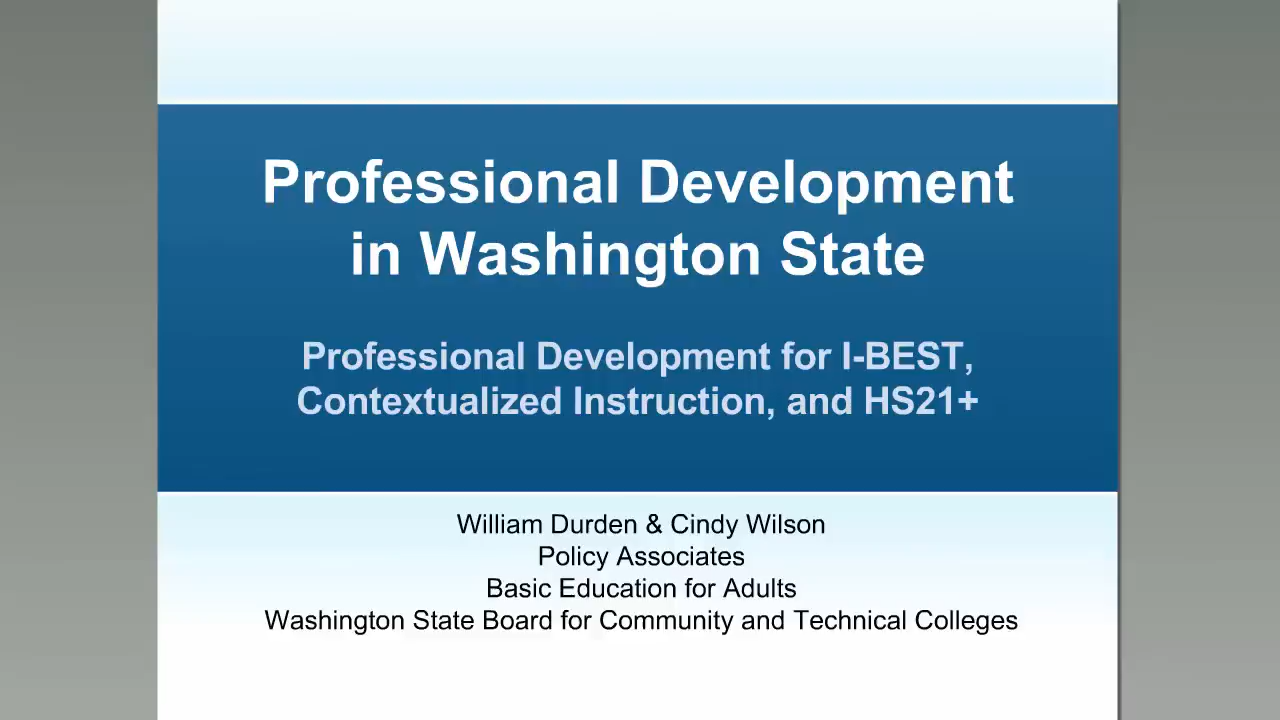 Professional Development
in Washington State
Professional Development for I-BEST,
Contextualized Instruction, and HS21+
William Durden & Cindy Wilson
Policy Associates
Basic Education for Adults
Washington State Board for Community and Technical Colleges